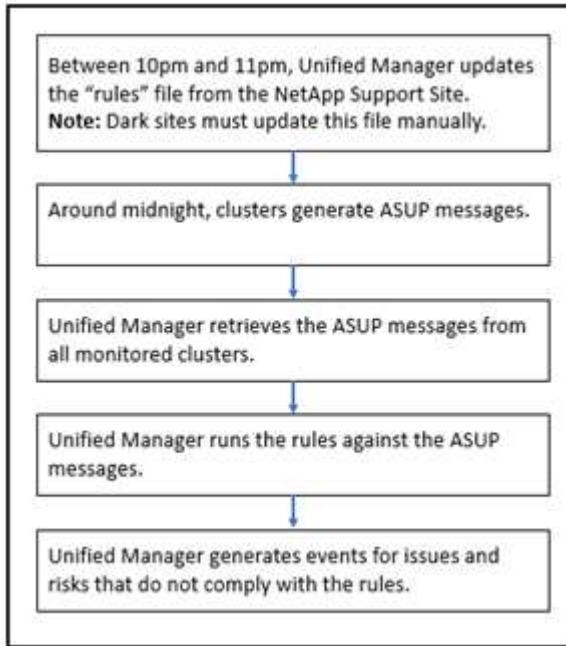 Between 10pm and 11pm, Unified Manager updates
the “rules” file from the NetApp Support Site.
Note: Dark sites must update this file manually.
Around midnight, clusters generate ASUP messages.
Unified Manager retrieves the ASUP messages from
all monitored clusters.
Unified Manager runs the rules against the ASUP
messages.
Unified Manager generates events for issues and
risks that do not comply with the rules.